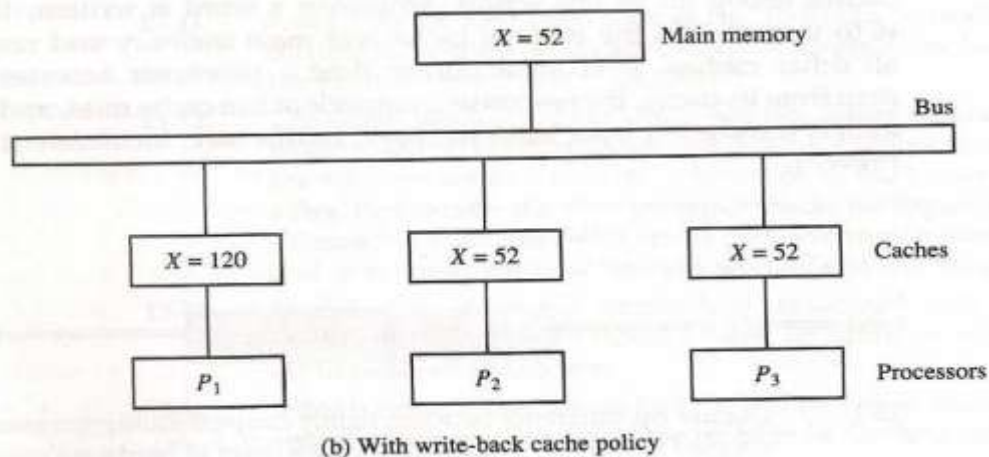 X = 52 Main memory
Bus
X = 120 X = 52 X = 52 Caches
P1 P2 P3 Processors
(b) With write-back cache policy